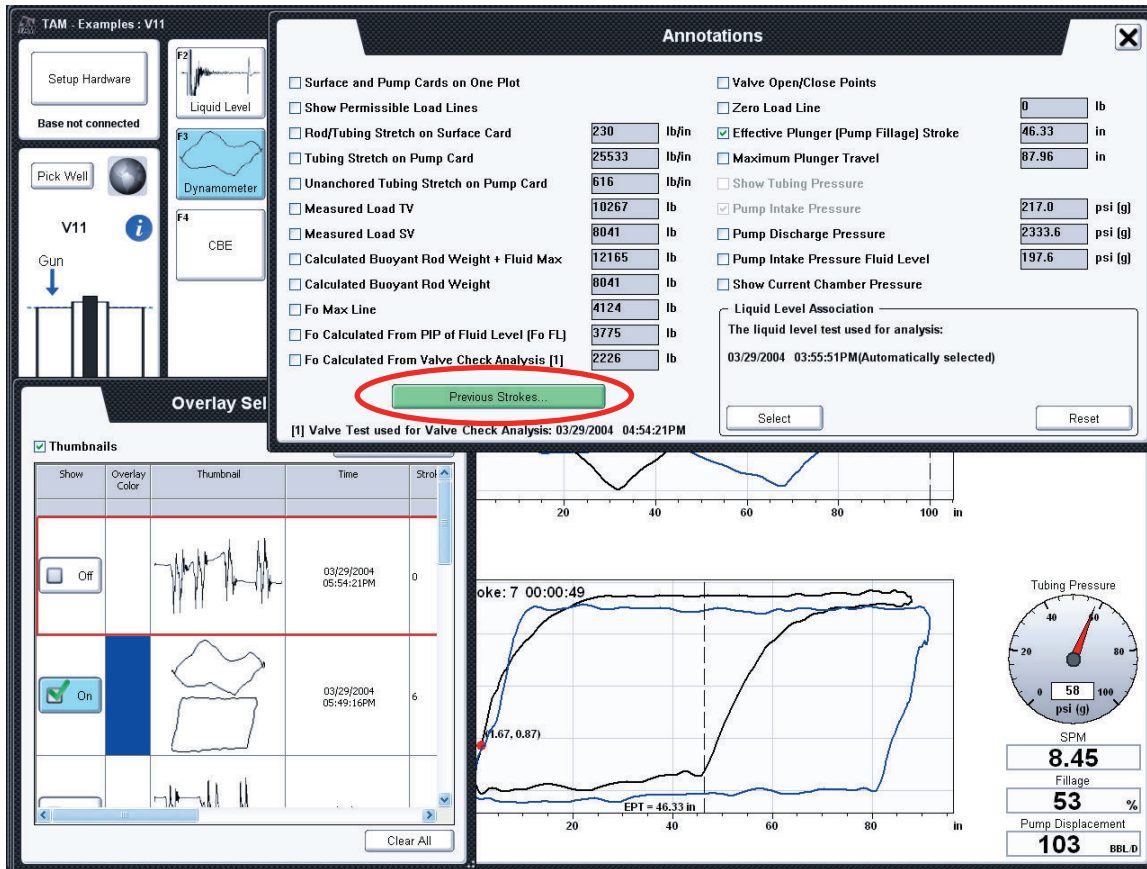 TAM - Examples : V11
Setup Hardware
Base not connected
Pick Well
V11
i
Gun
F2
Liquid Level
F3
Dynamometer
F4
CBE
Annotations
Surface and Pump Cards on One Plot
Show Permissible Load Lines
Rod/Tubing Stretch on Surface Card 230 lb/in
Tubing Stretch on Pump Card 25533 lb/in
Unanchored Tubing Stretch on Pump Card 616 lb/in
Measured Load TV 10267 lb
Measured Load SV 8041 lb
Calculated Buoyant Rod Weight + Fluid Max 12165 lb
Calculated Buoyant Rod Weight 8041 lb
Fo Max Line 4124 lb
Fo Calculated From PIP of Fluid Level (Fo FL) 3775 lb
Fo Calculated From Valve Check Analysis [1] 2226 lb
Previous Strokes...
[1] Valve Test used for Valve Check Analysis: 03/29/2004 04:54:21PM
Valve Open/Close Points
Zero Load Line 0 lb
Effective Plunger (Pump Fillage) Stroke 46.33 in
Maximum Plunger Travel 87.96 in
Show Tubing Pressure
Pump Intake Pressure 217.0 psi (g)
Pump Discharge Pressure 2333.6 psi (g)
Pump Intake Pressure Fluid Level 197.6 psi (g)
Show Current Chamber Pressure
Liquid Level Association
The liquid level test used for analysis:
03/29/2004 03:55:51PM(Automatically selected)
Select
Reset
Overlay Sel
Thumbnails
Show Overlay Color Thumbnail Time Strok
Off 03/29/2004 05:54:21PM 0
On 03/29/2004 05:49:16PM 6
Clear All
20 40 60 80 100 in
oke: 7 00:00:49
(1.67, 0.87)
EPT = 46.33 in
20 40 60 80 in
Tubing Pressure
0 20 40 60 80 100
58
psi (g)
SPM
8.45
Fillage
53 %
Pump Displacement
103 BBL/D